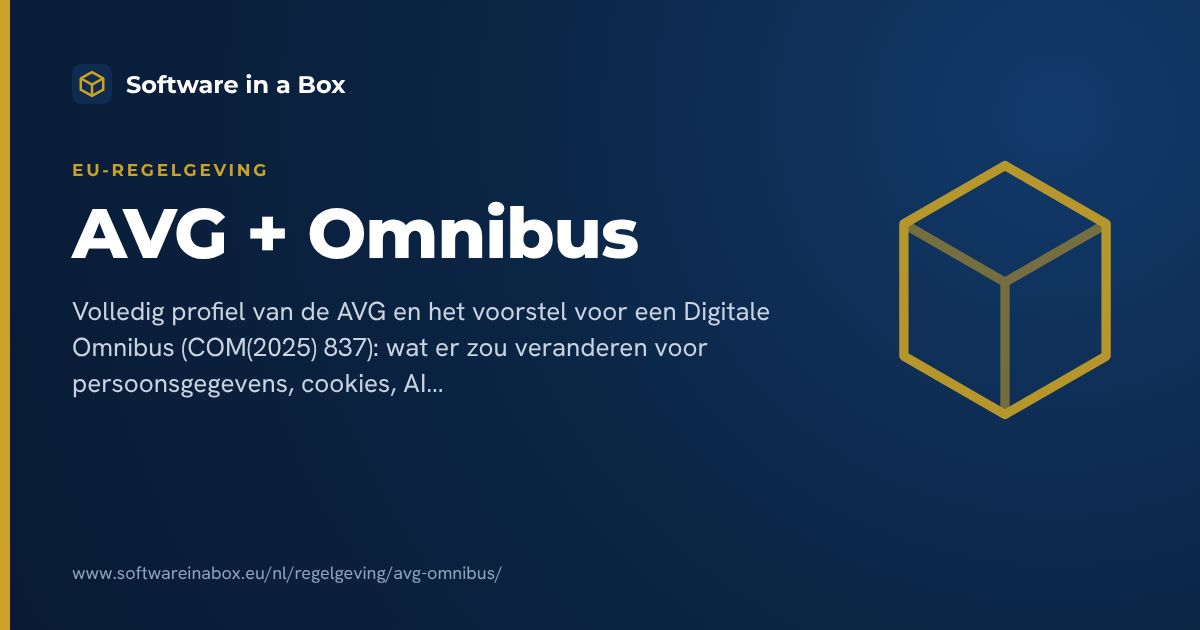 Software in a Box
EU-REGELGEVING
AVG + Omnibus
Volledig profiel van de AVG en het voorstel voor een Digitale
Omnibus (COM(2025) 837): wat er zou veranderen voor
persoonsgegevens, cookies, AI...
www.softwareinabox.eu/nl/regelgeving/avg-omnibus/